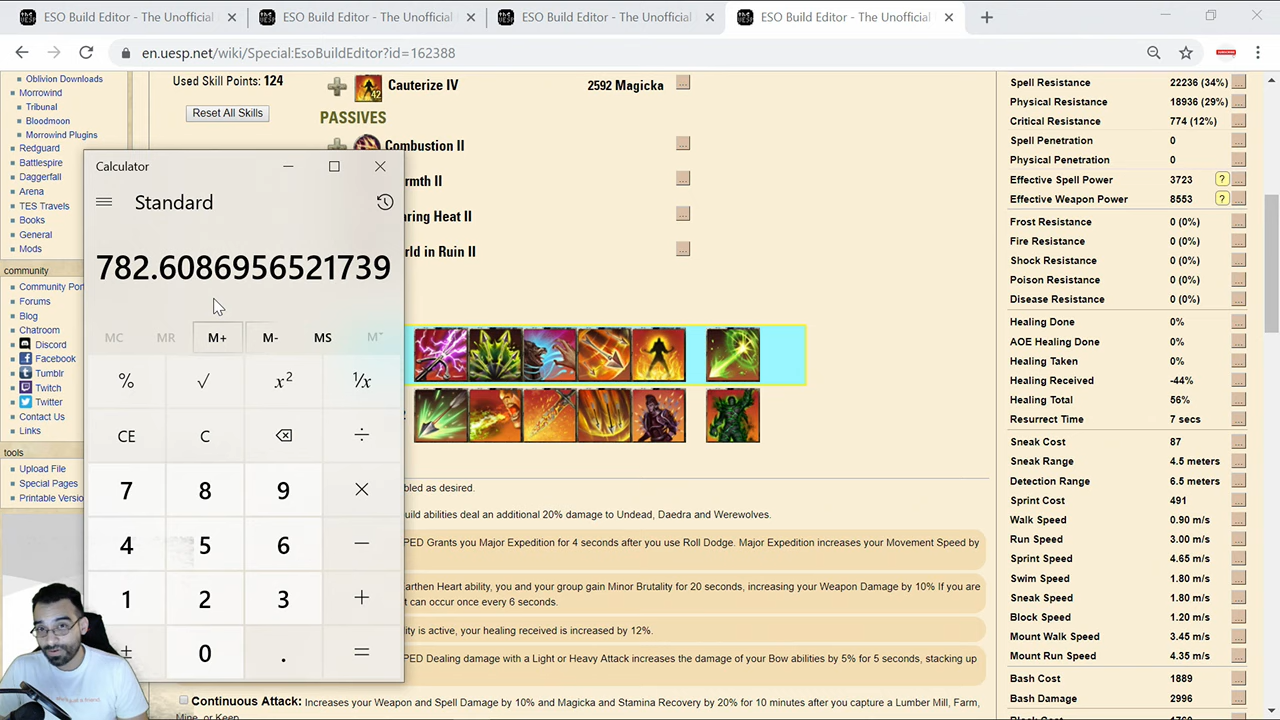 ESO Build Editor - The Unofficial
ESO Build Editor - The Unofficial
ESO Build Editor - The Unofficial
ESO Build Editor - The Unofficial
en.uesp.net/wiki/Special:EsoBuildEditor?id=162388
Oblivion Downloads
Morrowind
Tribunal
Bloodmoon
Morrowind Plugins
Redguard
Battlespire
Daggerfall
Arena
TES Travels
Books
General
Mods
community
Community Por
Forums
Blog
Chatroom
Discord
Facebook
Tumblr
Twitch
Twitter
Contact Us
Links
tools
Upload File
Special Pages
Printable Versio
Used Skill Points: 124
Reset All Skills
Cauterize IV 2592 Magicka
42
PASSIVES
Combustion II
rmth II
aring Heat II
rld in Ruin II
Calculator
Standard
782.6086956521739
MC MR M+ M- MS M
% √ x² ¹/x
CE C ÷
7 8 9 ×
4 5 6 −
1 2 3 +
± 0 . =
bled as desired.
uild abilities deal an additional 20% damage to Undead, Daedra and Werewolves.
PED Grants you Major Expedition for 4 seconds after you use Roll Dodge. Major Expedition increases your Movement Speed by
arthen Heart ability, you and your group gain Minor Brutality for 20 seconds, increasing your Weapon Damage by 10% If you are
t can occur once every 6 seconds.
ity is active, your healing received is increased by 12%.
PED Dealing damage with a Light or Heavy Attack increases the damage of your Bow abilities by 5% for 5 seconds, stacking up
Continuous Attack: Increases your Weapon and Spell Damage by 10% and Magicka and Stamina Recovery by 20% for 10 minutes after you capture a Lumber Mill, Farm,
Mine, or Keep
Spell Resistance 22236 (34%) ...
Physical Resistance 18936 (29%) ...
Critical Resistance 774 (12%) ...
Spell Penetration 0 ...
Physical Penetration 0 ...
Effective Spell Power 3723 ? ...
Effective Weapon Power 8553 ? ...
Frost Resistance 0 (0%) ...
Fire Resistance 0 (0%) ...
Shock Resistance 0 (0%) ...
Poison Resistance 0 (0%) ...
Disease Resistance 0 (0%) ...
Healing Done 0% ...
AOE Healing Done 0% ...
Healing Taken 0% ...
Healing Received -44% ...
Healing Total 56% ...
Resurrect Time 7 secs ...
Sneak Cost 87 ...
Sneak Range 4.5 meters ...
Detection Range 6.5 meters ...
Sprint Cost 491 ...
Walk Speed 0.90 m/s ...
Run Speed 3.00 m/s ...
Sprint Speed 4.65 m/s ...
Swim Speed 1.80 m/s ...
Sneak Speed 1.80 m/s ...
Block Speed 1.20 m/s ...
Mount Walk Speed 3.45 m/s ...
Mount Run Speed 4.35 m/s ...
Bash Cost 1889 ...
Bash Damage 2996 ...